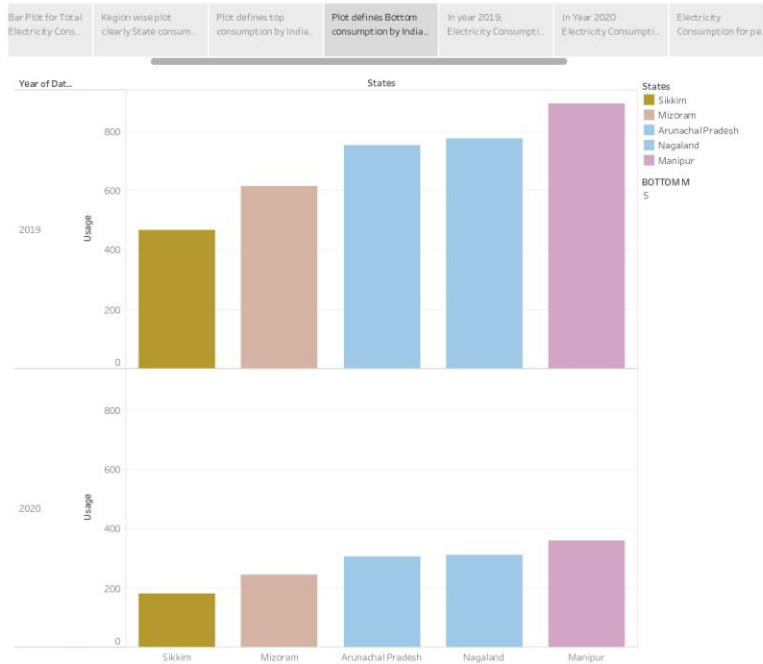 Bar Plot for Total
Electricity Cons..
Kegion wise plot
clearly State consum..
Plot defines top
consumption by India..
Plot defines Bottom
consumption by India..
In year 2019,
Electricity Consumpti..
In Year 2020
Electricity Consumpti..
Electricity
Consumption for pe
Year of Dat..
States
800
600
400
200
0
Usage
2019
800
600
400
200
0
Usage
2020
Sikkim
Mizoram
Arunachal Pradesh
Nagaland
Manipur
States
Sikkim
Mizoram
Arunachal Pradesh
Nagaland
Manipur
BOTTOM M
5